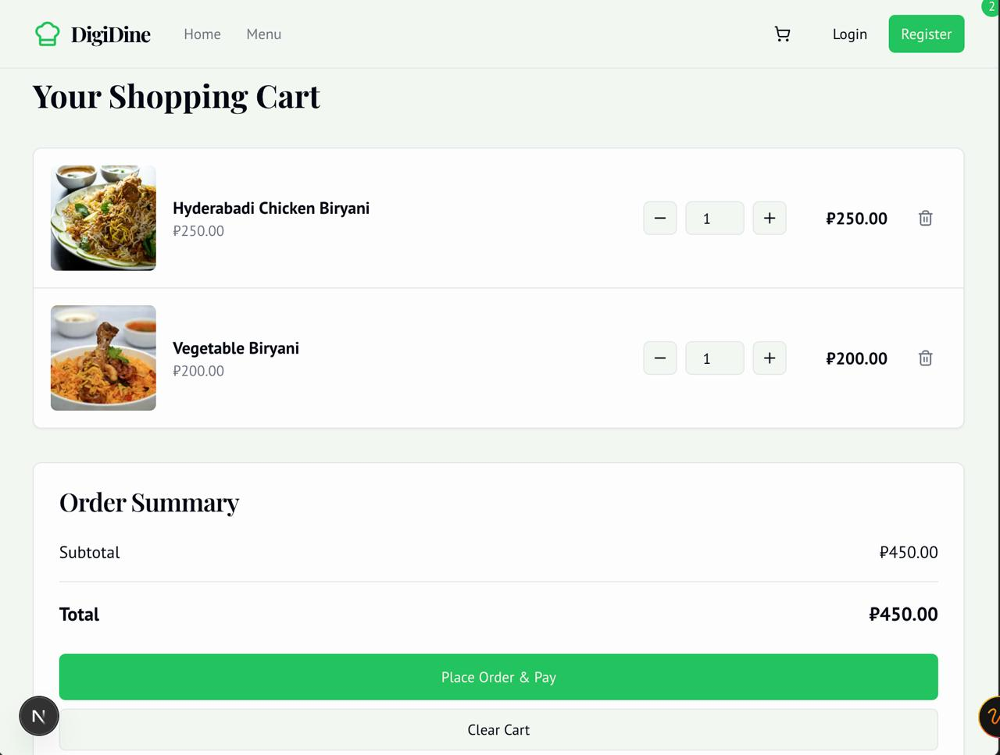 DigiDine
Home
Menu
Login
Register
2
Your Shopping Cart
Hyderabadi Chicken Biryani
₽250.00
1
₽250.00
Vegetable Biryani
₽200.00
1
₽200.00
Order Summary
Subtotal
₽450.00
Total
₽450.00
Place Order & Pay
Clear Cart
N